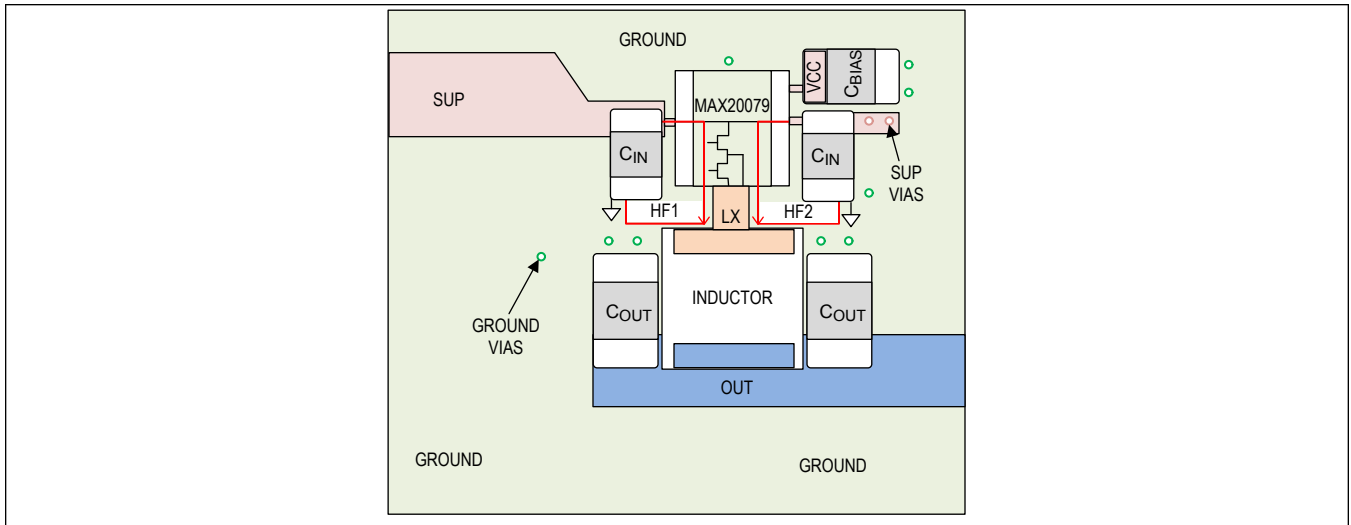 GROUND
SUP
MAX20079
VCC
CBIAS
CIN
CIN
SUP
VIAS
HF1
LX
HF2
COUT
INDUCTOR
COUT
GROUND
VIAS
OUT
GROUND
GROUND